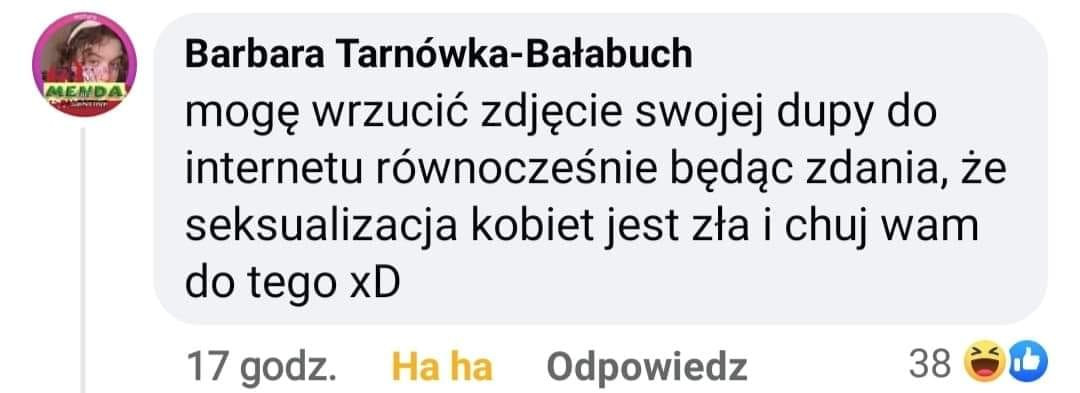 Barbara Tarnówka-Bałabuch
mogę wrzucić zdjęcie swojej dupy do
internetu równocześnie będąc zdania, że
seksualizacja kobiet jest zła i chuj wam
do tego xD
17 godz. Ha ha Odpowiedz 38
MENDA